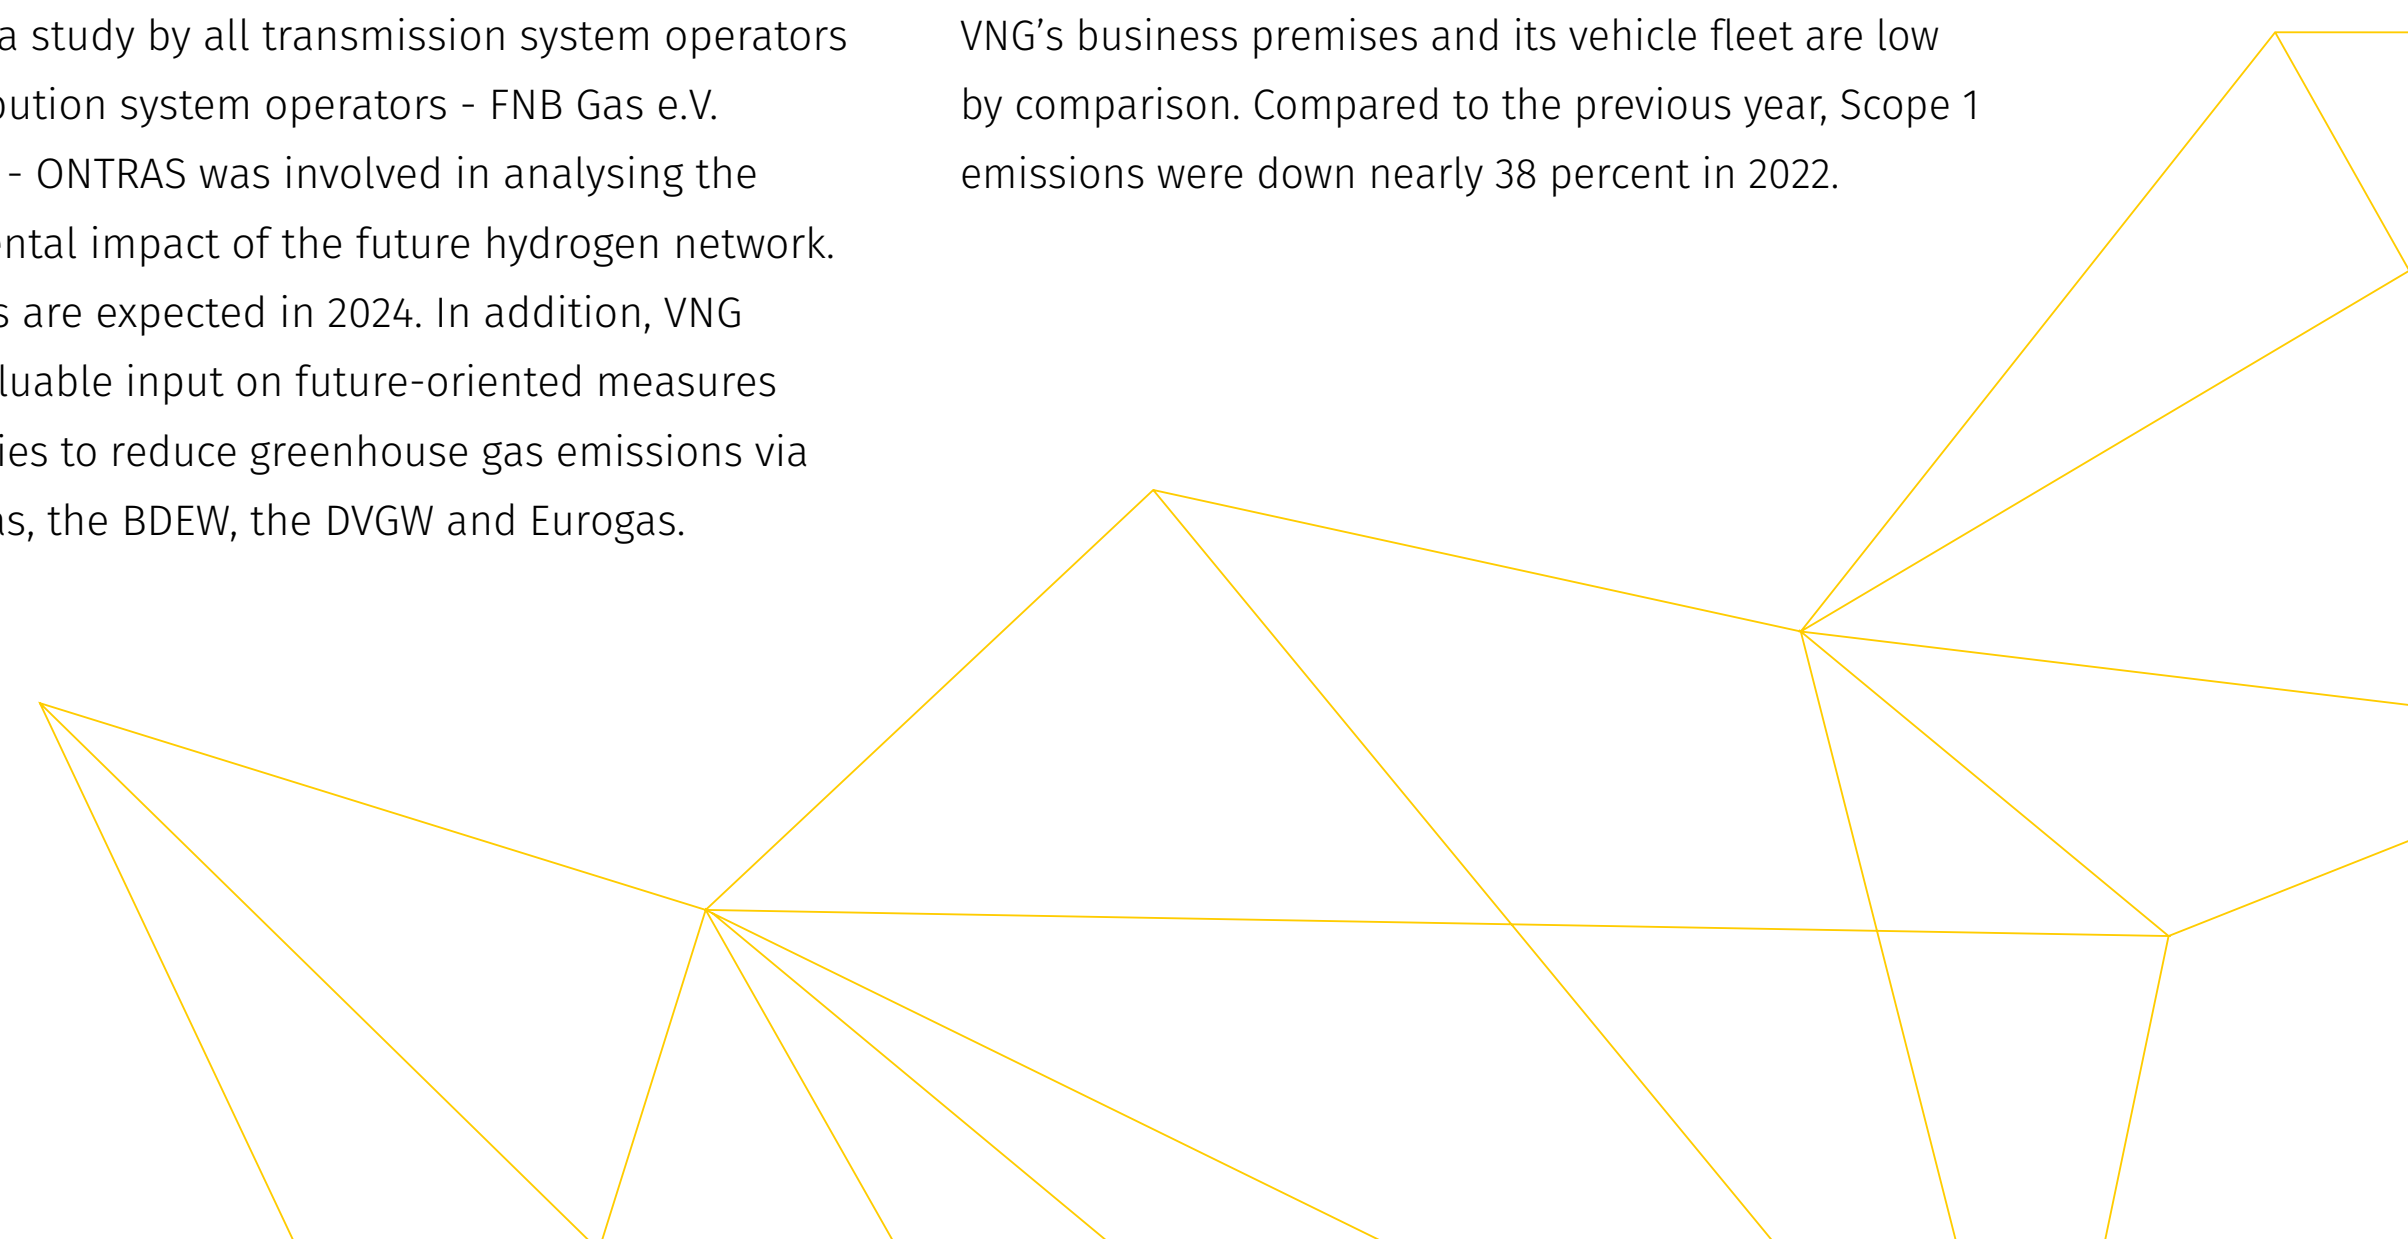 a study by all transmission system operators
bution system operators - FNB Gas e.V.
- ONTRAS was involved in analysing the
ental impact of the future hydrogen network.
s are expected in 2024. In addition, VNG
luable input on future-oriented measures
ies to reduce greenhouse gas emissions via
as, the BDEW, the DVGW and Eurogas.
VNG’s business premises and its vehicle fleet are low
by comparison. Compared to the previous year, Scope 1
emissions were down nearly 38 percent in 2022.